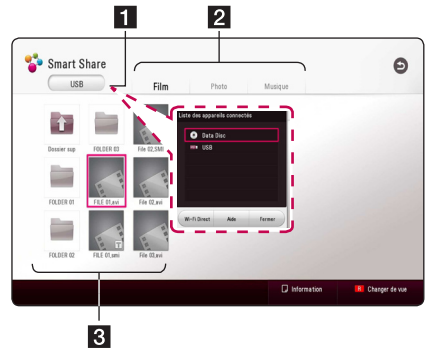 1
2
Smart Share
USB
Film
Photo
Musique
Liste des appareils connectés
Data Disc
USB
Wi-Fi Direct
Aide
Fermer
Dossier sup
FOLDER 03
File 02,SMI
FOLDER 01
FILE 01,avi
File 02,avi
T
FOLDER 02
FILE 01,smi
File 03,avi
Information
R Changer de vue
3